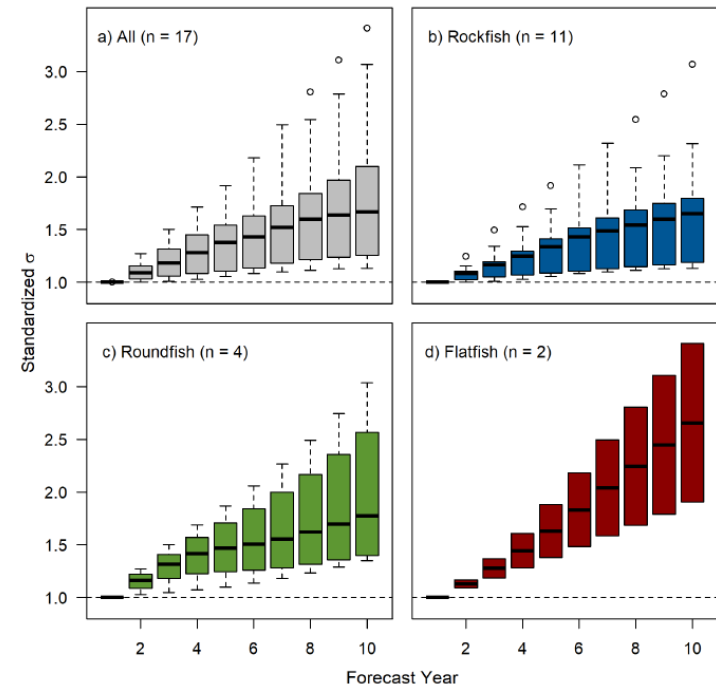 a) All (n = 17)
b) Rockfish (n = 11)
3.0
2.5
2.0
1.5
1.0
Standardized σ
c) Roundfish (n = 4)
d) Flatfish (n = 2)
3.0
2.5
2.0
1.5
1.0
2 4 6 8 10 2 4 6 8 10
Forecast Year